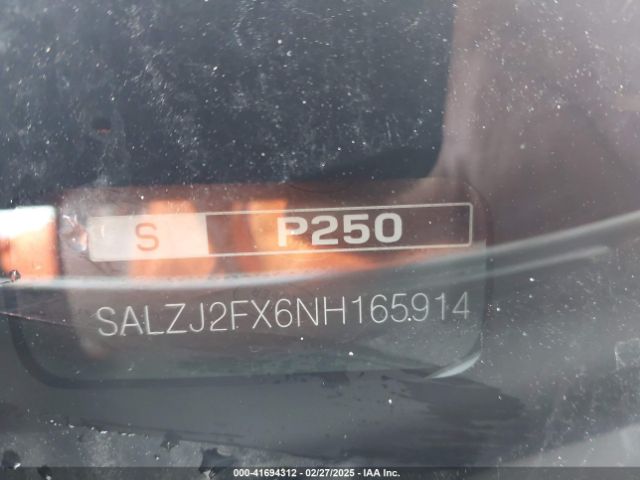 S P250
SALZJ2FX6NH165914
000-41694312 - 02/27/2025 - IAA Inc.